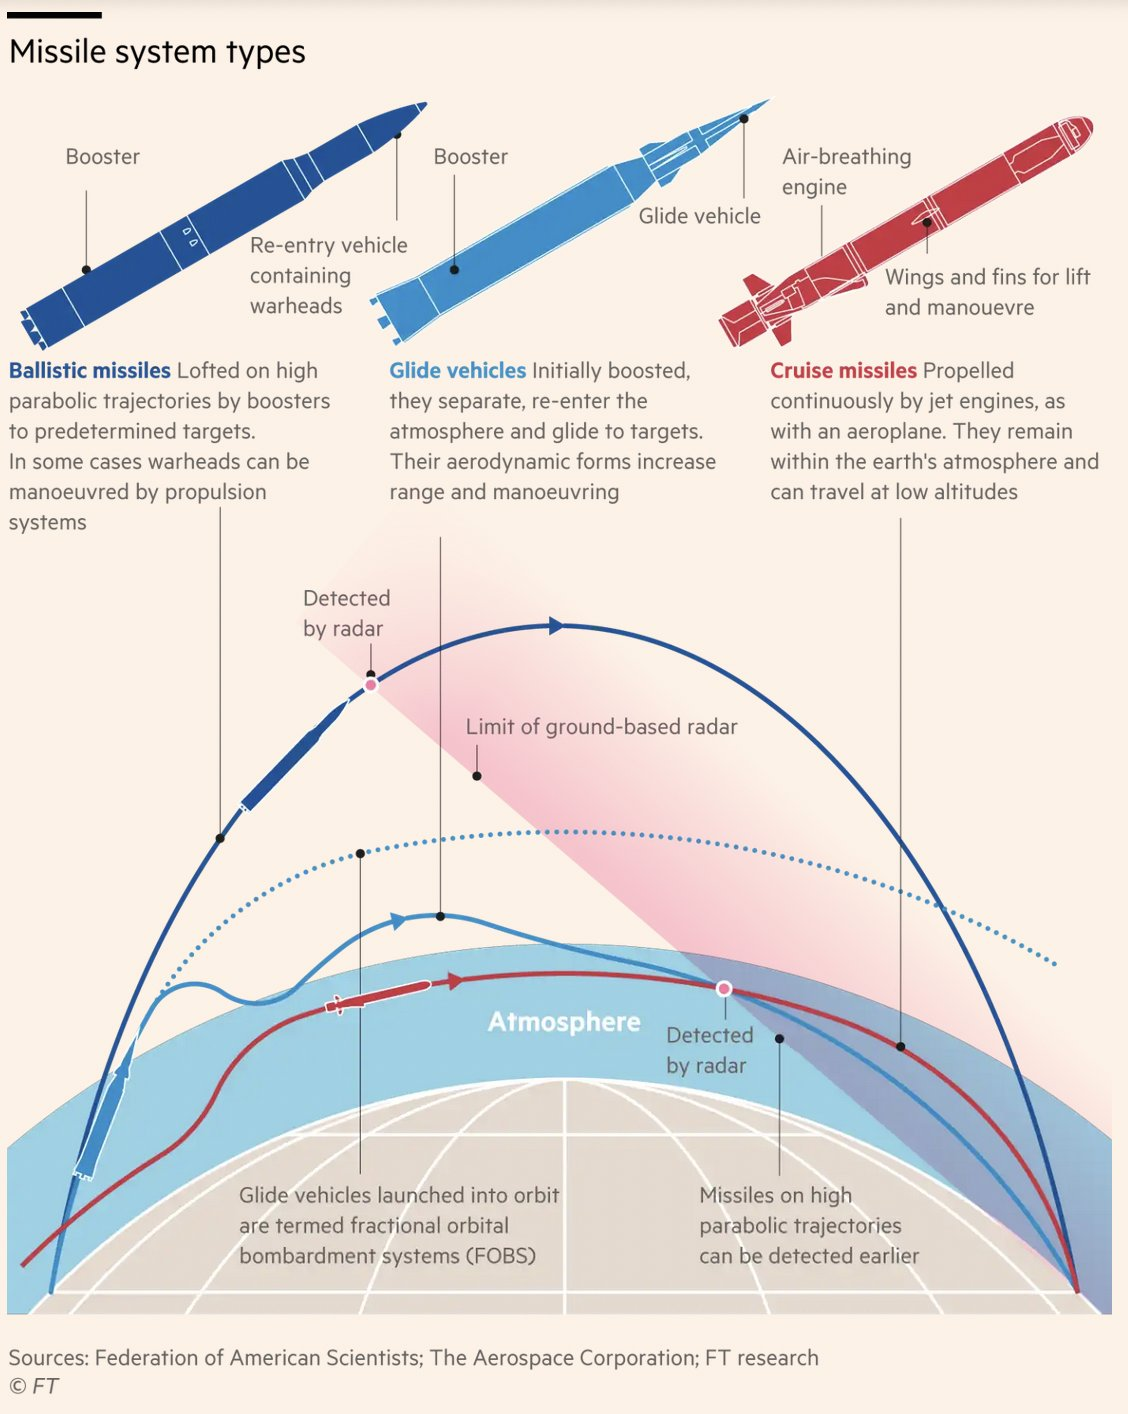 Missile system types
Booster
Re-entry vehicle
containing
warheads
Booster
Glide vehicle
Air-breathing
engine
Wings and fins for lift
and manouevre
Ballistic missiles Lofted on high
parabolic trajectories by boosters
to predetermined targets.
In some cases warheads can be
manoeuvred by propulsion
systems
Glide vehicles Initially boosted,
they separate, re-enter the
atmosphere and glide to targets.
Their aerodynamic forms increase
range and manoeuvring
Cruise missiles Propelled
continuously by jet engines, as
with an aeroplane. They remain
within the earth's atmosphere and
can travel at low altitudes
Detected
by radar
Limit of ground-based radar
Atmosphere
Detected
by radar
Glide vehicles launched into orbit
are termed fractional orbital
bombardment systems (FOBS)
Missiles on high
parabolic trajectories
can be detected earlier
Sources: Federation of American Scientists; The Aerospace Corporation; FT research
© FT